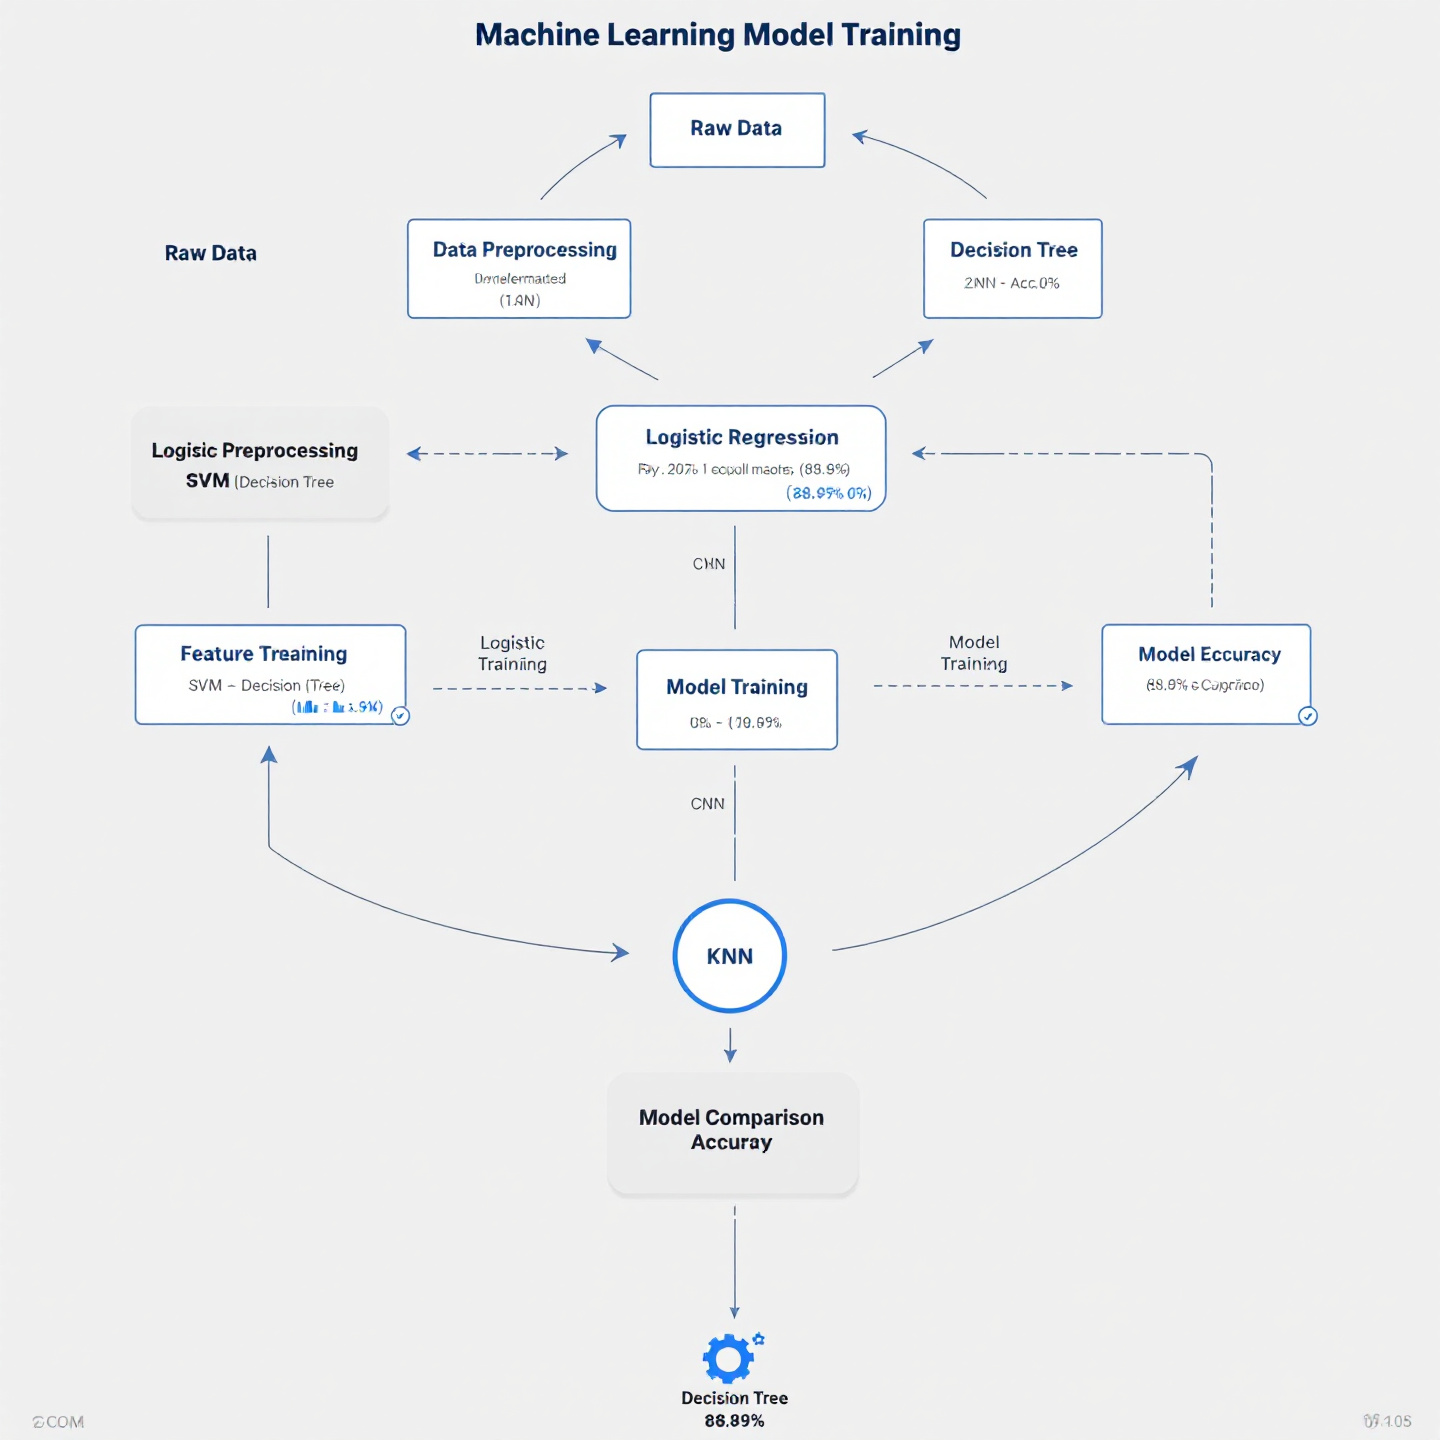 Machine Learning Model Training
Raw Data
Raw Data
Data Preprocessing
(1AN)
Decision Tree
2NN - Acc.0%
Logisic Preprocessing
SVM (Decision Tree
Logistic Regression
(88.9%)
CNN
Feature Treaining
SVM – Decision (Tree)
Logistic
Training
Model Training
0% -
Model
Training
Model Eccuracy
CNN
KNN
Model Comparison
Accuray
Decision Tree
88.89%
COM